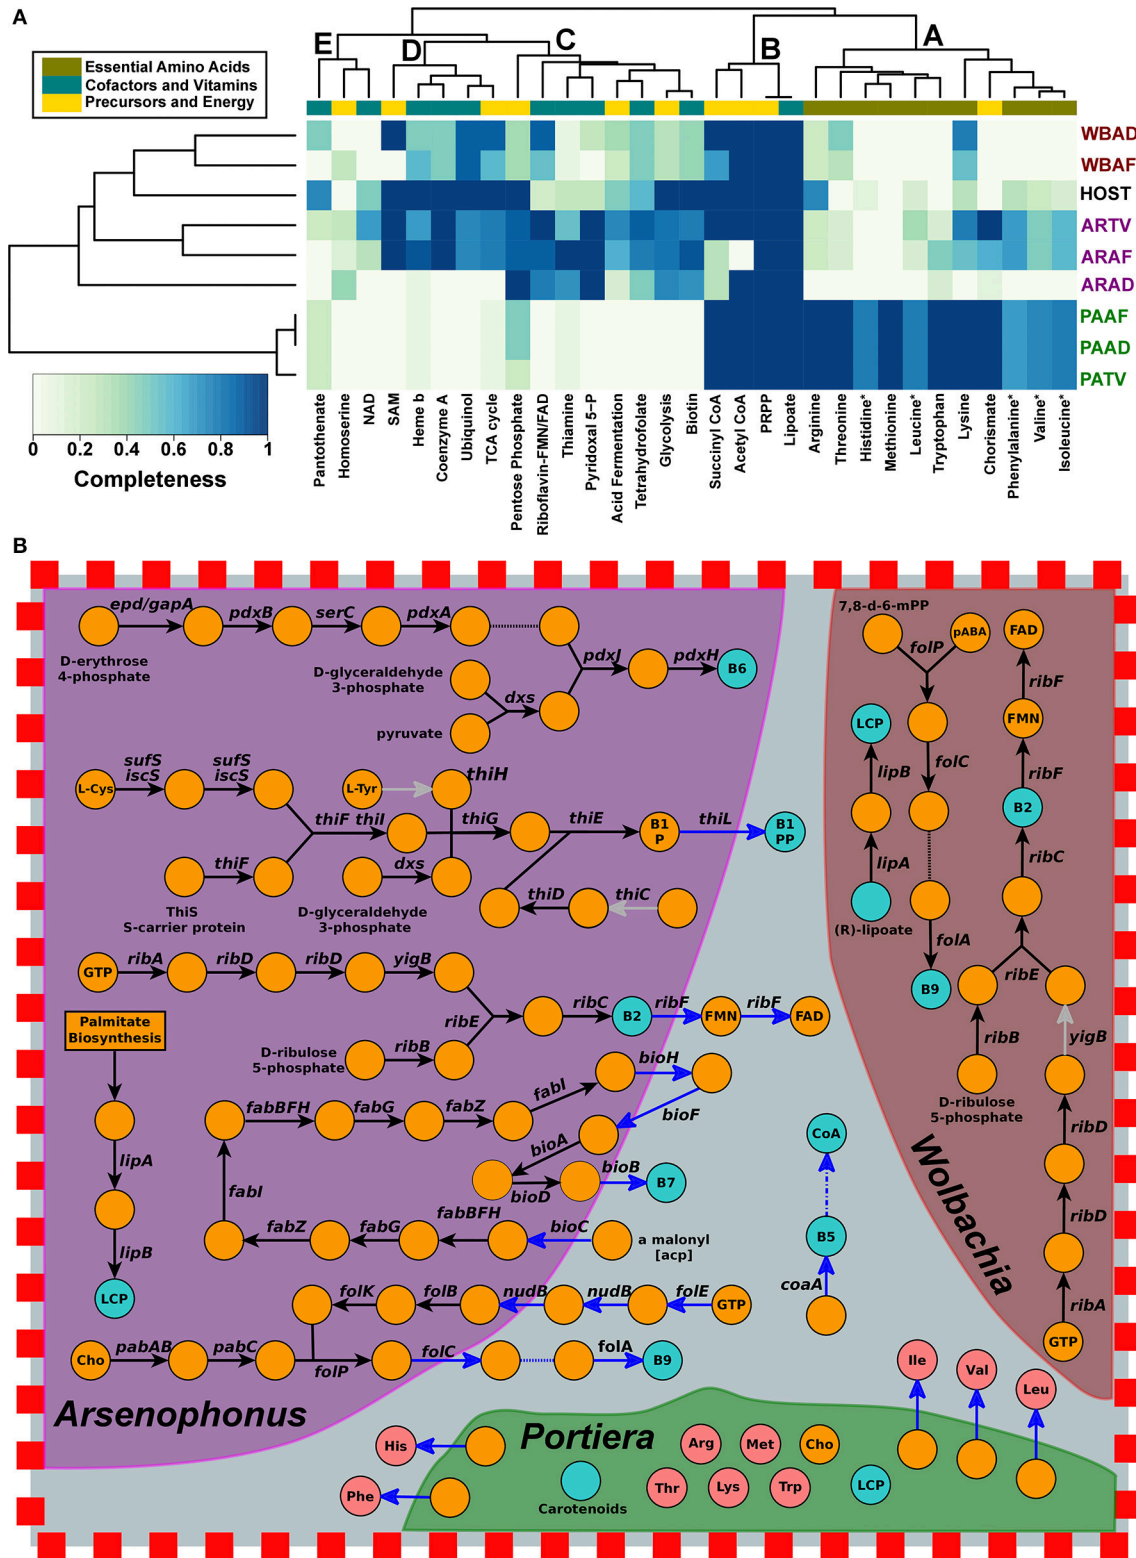 A
Essential Amino Acids
Cofactors and Vitamins
Precursors and Energy
E
D
C
B
A
WBAD
WBAF
HOST
ARTV
ARAF
ARAD
PAAF
PAAD
PATV
0
0.2
0.4
0.6
0.8
1
Completeness
Pantothenate
Homoserine
NAD
SAM
Heme b
Coenzyme A
Ubiquinol
TCA cycle
Pentose Phosphate
Riboflavin-FMN/FAD
Thiamine
Pyridoxal 5-P
Acid Fermentation
Tetrahydrofolate
Glycolysis
Biotin
Succinyl CoA
Acetyl CoA
PRPP
Lipoate
Arginine
Threonine
Histidine*
Methionine
Leucine*
Tryptophan
Lysine
Chorismate
Phenylalanine*
Valine*
Isoleucine*
B
epd/gapA
pdxB
serC
pdxA
D-erythrose
4-phosphate
D-glyceraldehyde
3-phosphate
pyruvate
dxs
pdxJ
pdxH
B6
L-Cys
sufS
iscS
sufS
iscS
L-Tyr
thiH
thiF
thiI
thiG
thiE
B1
P
thiL
B1
PP
thiF
dxs
ThiS
S-carrier protein
D-glyceraldehyde
3-phosphate
thiD
thiC
GTP
ribA
ribD
ribD
yigB
ribE
ribC
B2
ribF
FMN
ribF
FAD
D-ribulose
5-phosphate
ribB
Palmitate
Biosynthesis
lipA
lipB
LCP
fabI
fabBFH
fabG
fabZ
fabI
bioH
bioF
bioA
bioD
bioB
B7
fabZ
fabG
fabBFH
bioC
a malonyl
[acp]
folK
folB
nudB
nudB
folE
GTP
Cho
pabAB
pabC
folP
folC
folA
B9
Arsenophonus
CoA
B5
coaA
7,8-d-6-mPP
pABA
folP
folC
folA
B9
LCP
lipB
lipA
(R)-lipoate
FAD
ribF
FMN
ribF
B2
ribC
ribE
ribB
D-ribulose
5-phosphate
yigB
ribD
ribD
ribA
GTP
Wolbachia
Portiera
His
Phe
Carotenoids
Arg
Met
Cho
Thr
Lys
Trp
LCP
Ile
Val
Leu